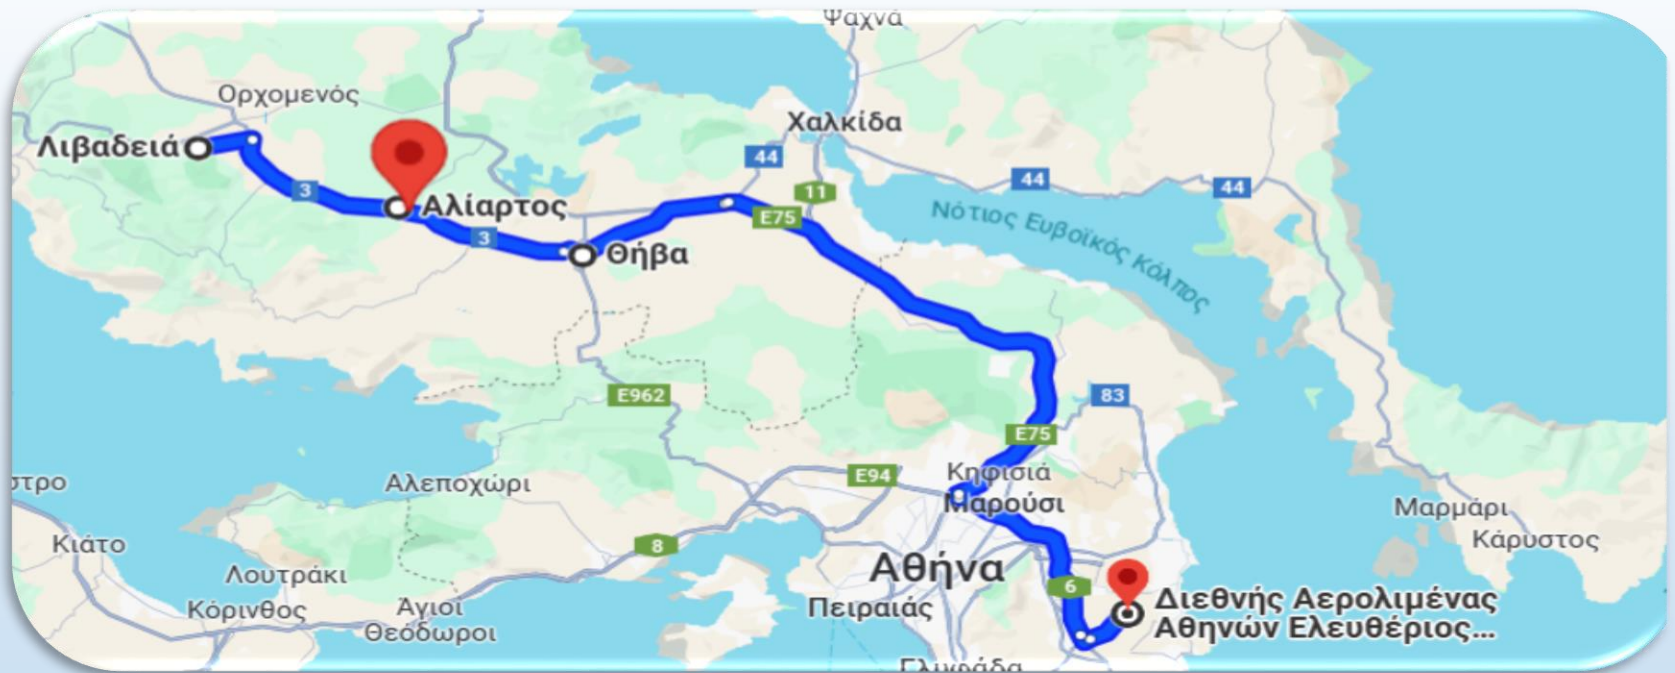 Ψαχνά
Ορχομενός
Χαλκίδα
Λιβαδειά
44
44
44
3
11
Αλίαρτος
E75
Νότιος Ευβοϊκός Κόλπος
3
Θήβα
E962
83
E75
Κηφισιά
E94
στρο
Αλεποχώρι
Μαρούσι
Μαρμάρι
Κάρυστος
Κιάτο
8
Αθήνα
Λουτράκι
6
Κόρινθος
Άγιοι
Θεόδωροι
Πειραιάς
Διεθνής Αερολιμένας
Αθηνών Ελευθέριος...
Γλυφάδα